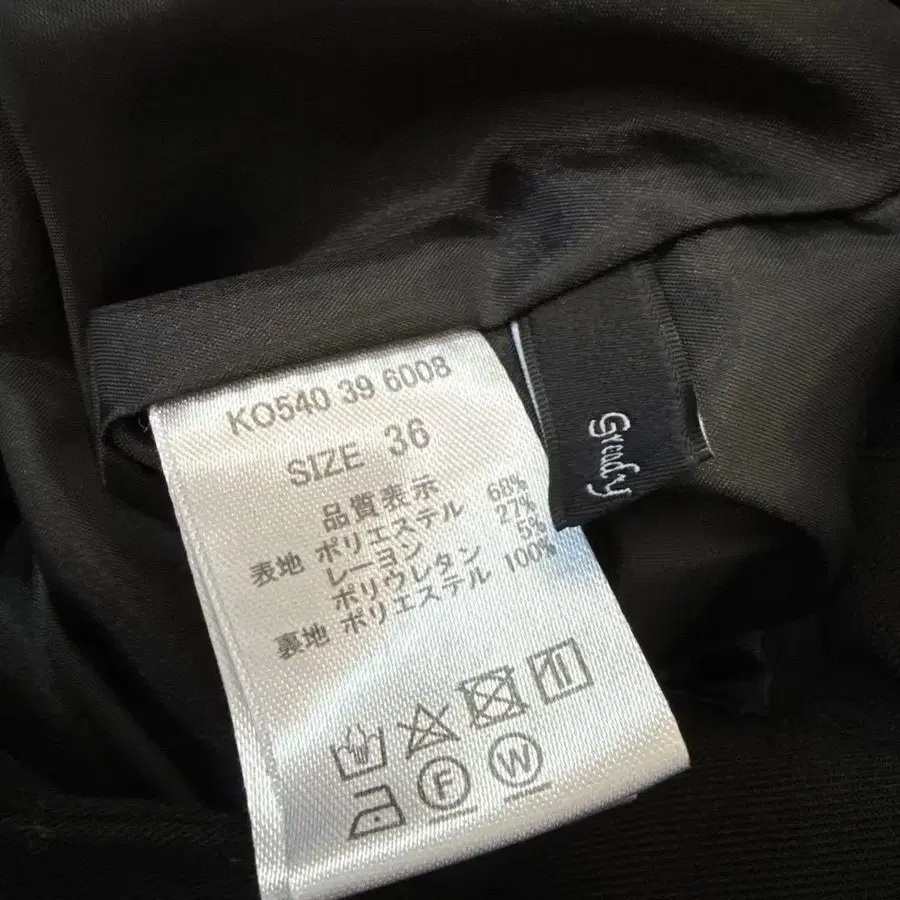 KO540 39 6008
SIZE 36
品質表示
表地 ポリエステル 68%
レーヨン 27%
ポリウレタン 5%
裏地 ポリエステル 100%
F W
Greedy